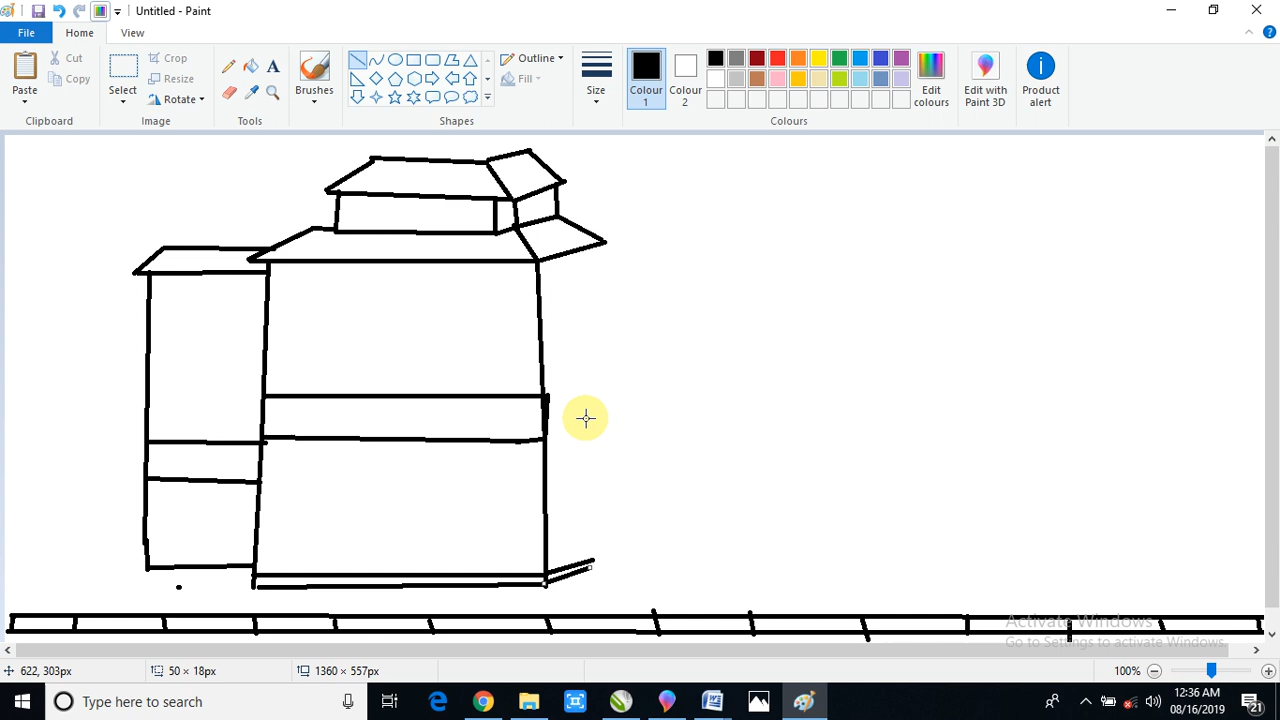 Untitled - Paint
File Home View
Paste
Cut
Copy
Clipboard
Select
Crop
Resize
Rotate
Image
A
Tools
Brushes
Outline
Fill
Shapes
Size
Colour 1
Colour 2
Edit colours
Colours
Edit with Paint 3D
Product alert
Activate Windows
Go to Settings to activate Windows.
622, 303px
50 × 18px
1360 × 557px
100%
Type here to search
12:36 AM
08/16/2019
21